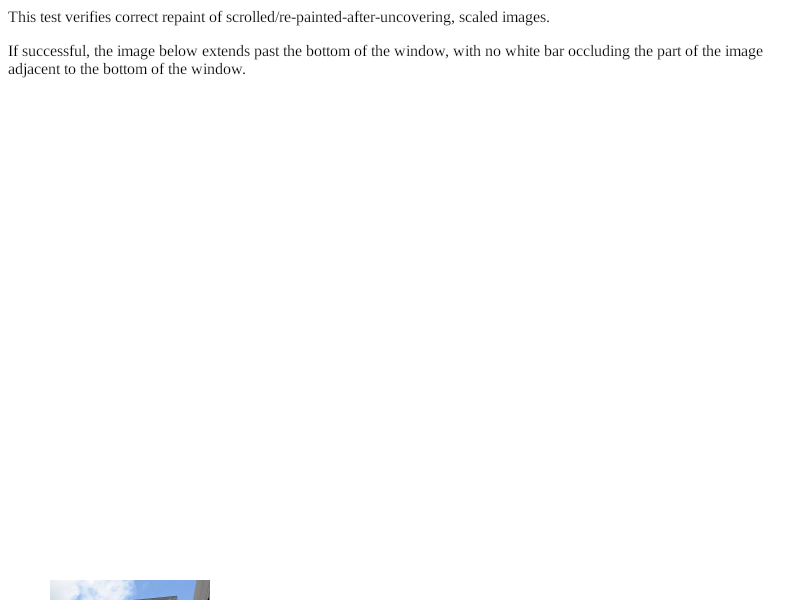 This test verifies correct repaint of scrolled/re-painted-after-uncovering, scaled images.
If successful, the image below extends past the bottom of the window, with no white bar occluding the part of the image
adjacent to the bottom of the window.